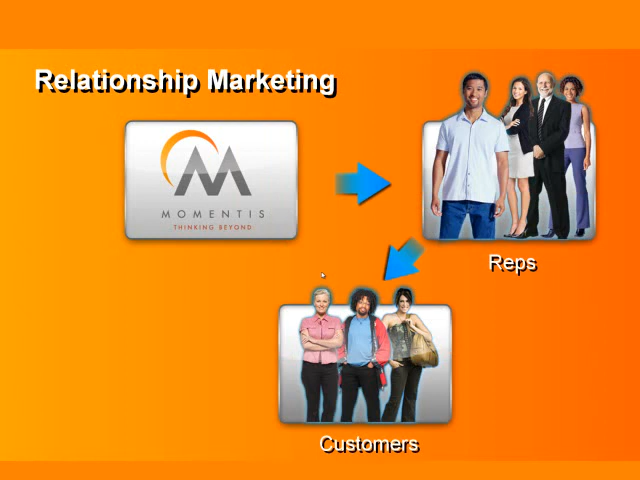 Relationship Marketing
MOMENTIS
THINKING BEYOND
Reps
Customers